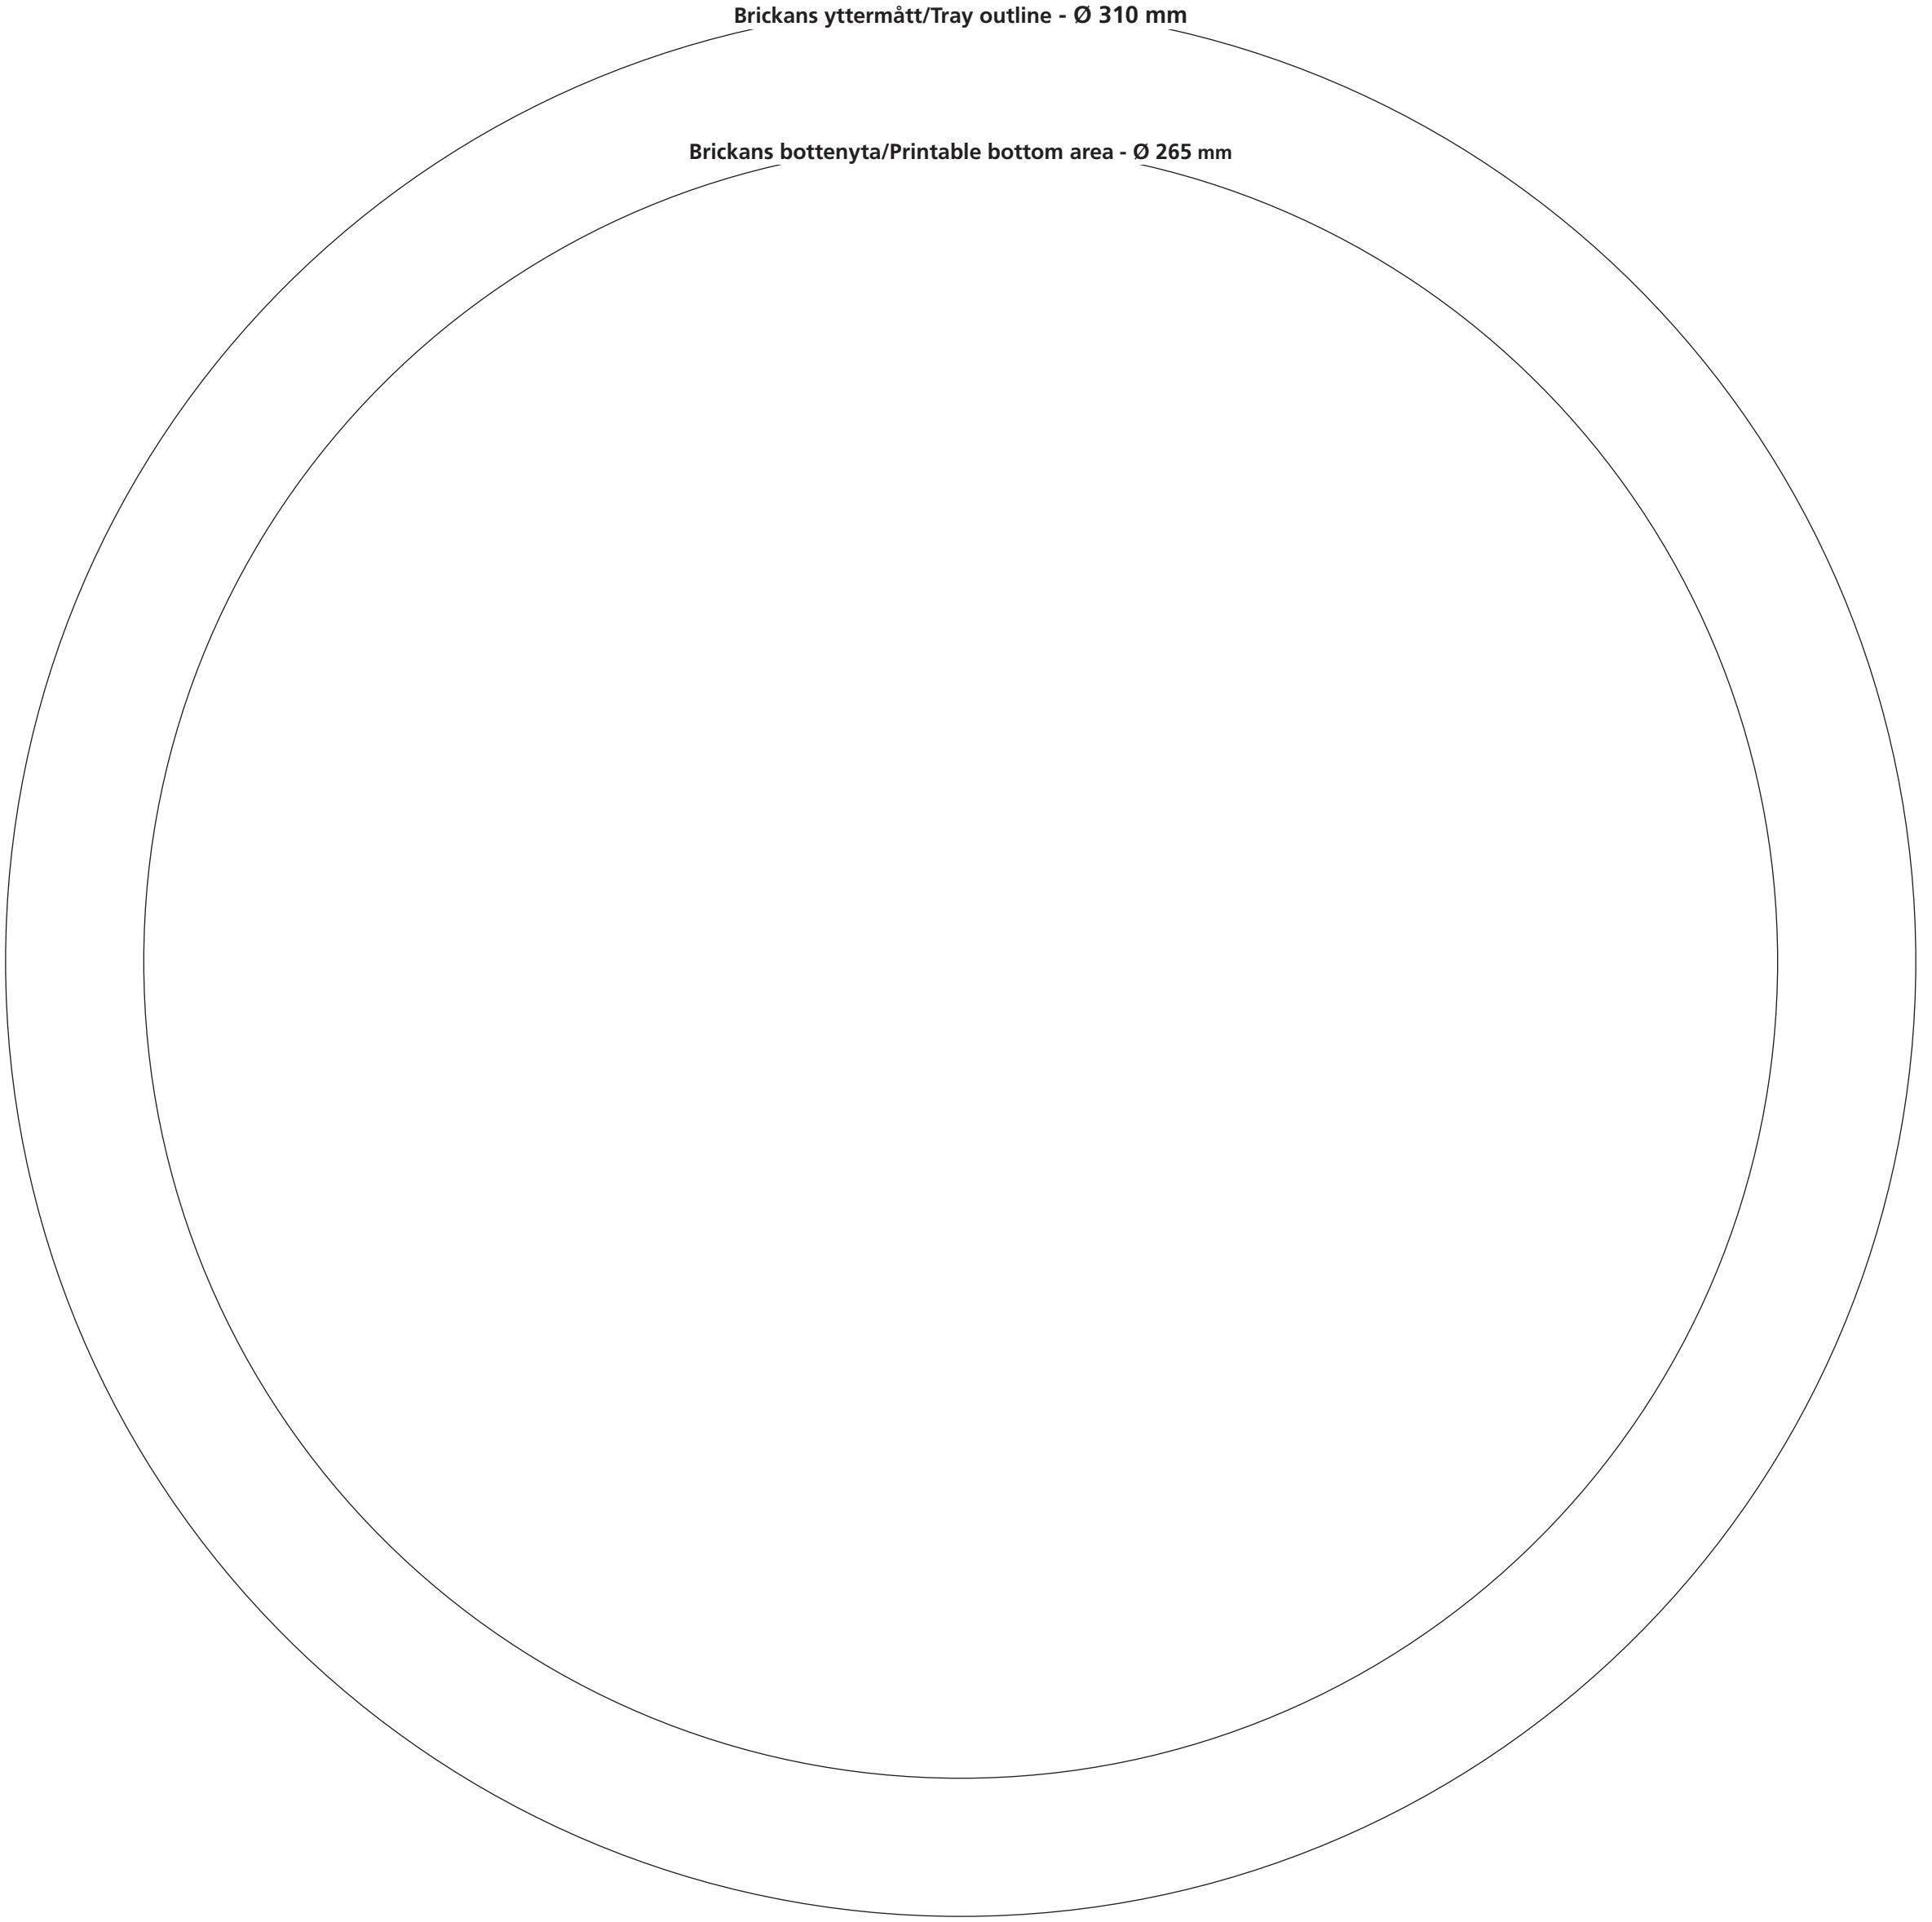 Brickans yttermått/Tray outline - Ø 310 mm
Brickans bottenyta/Printable bottom area - Ø 265 mm